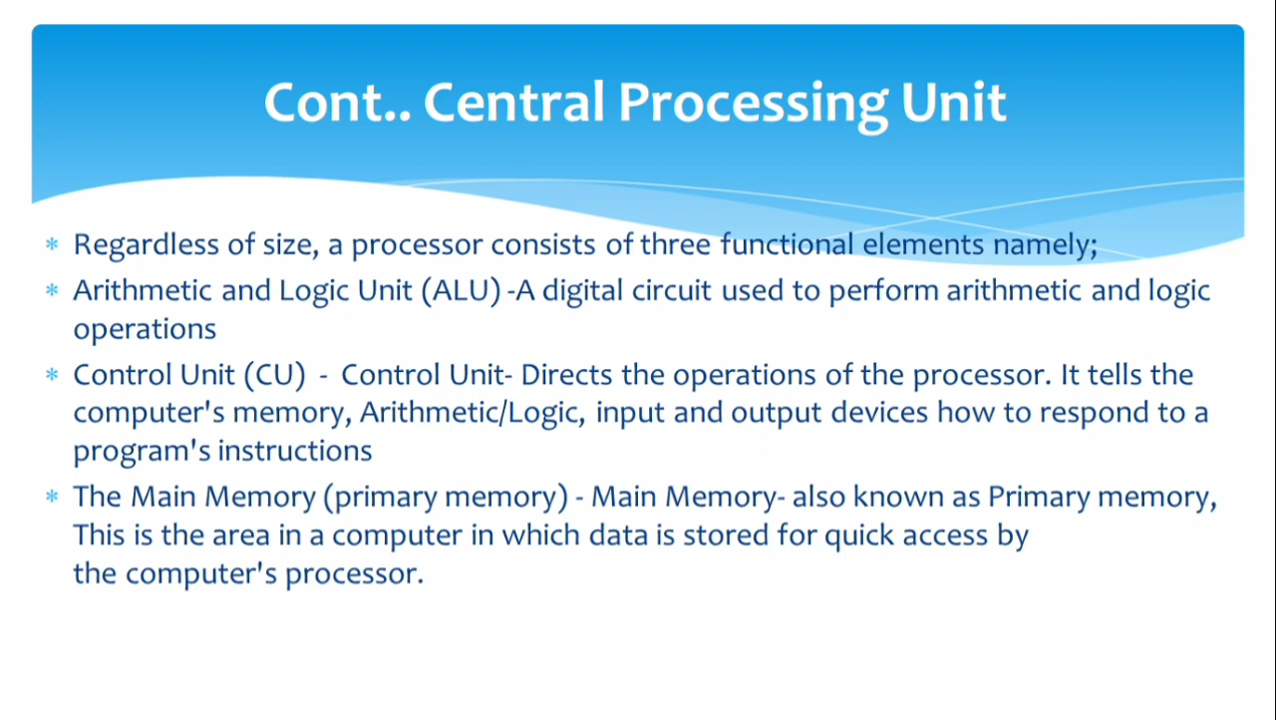 Cont.. Central Processing Unit
* Regardless of size, a processor consists of three functional elements namely;
* Arithmetic and Logic Unit (ALU) -A digital circuit used to perform arithmetic and logic
operations
* Control Unit (CU) - Control Unit- Directs the operations of the processor. It tells the
computer's memory, Arithmetic/Logic, input and output devices how to respond to a
program's instructions
* The Main Memory (primary memory) - Main Memory- also known as Primary memory,
This is the area in a computer in which data is stored for quick access by
the computer's processor.